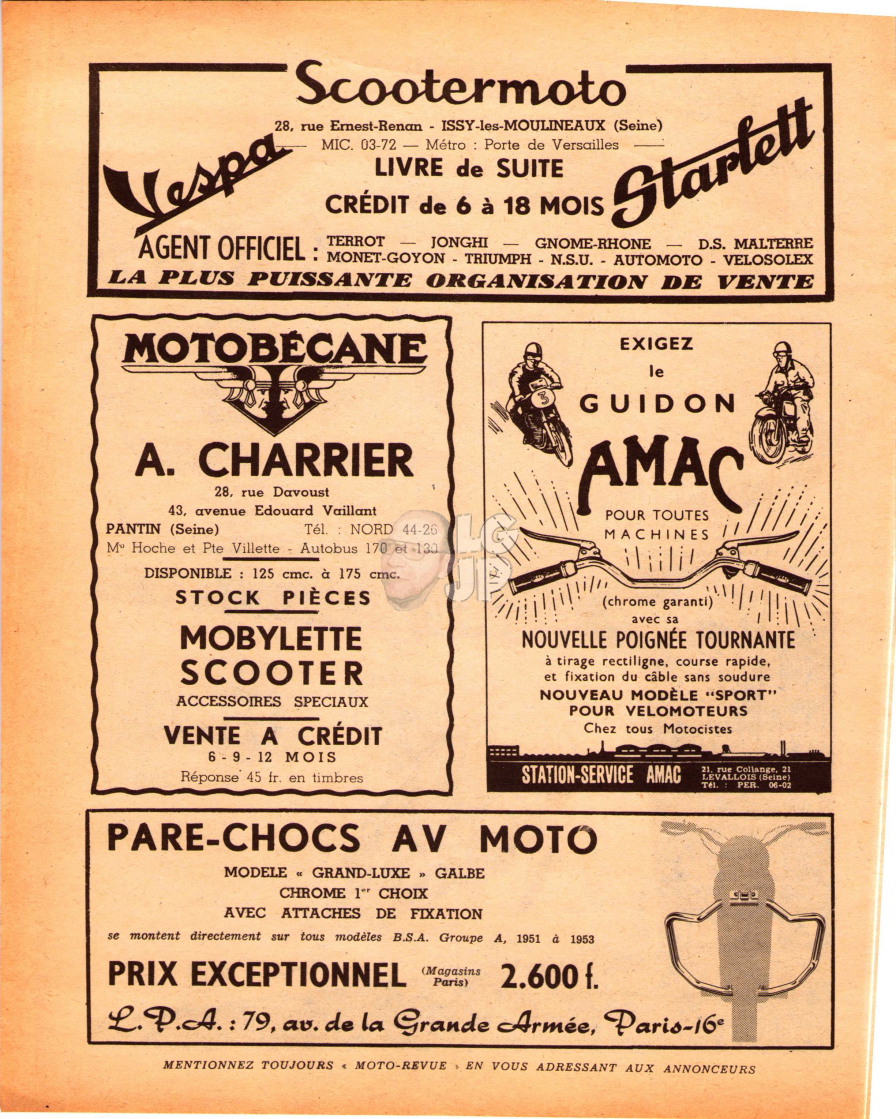 Scootermoto
28, rue Ernest-Renan - ISSY-les-MOULINEAUX (Seine)
MIC. 03-72 — Métro : Porte de Versailles
Vespa
LIVRE de SUITE
CRÉDIT de 6 à 18 MOIS
Starlett
AGENT OFFICIEL :
TERROT — JONGHI — GNOME-RHONE — D.S. MALTERRE
MONET-GOYON - TRIUMPH - N.S.U. - AUTOMOTO - VELOSOLEX
LA PLUS PUISSANTE ORGANISATION DE VENTE
MOTOBÉCANE
A. CHARRIER
28, rue Davoust
43, avenue Edouard Vaillant
PANTIN (Seine) Tél. : NORD 44-26
Mº Hoche et Pte Villette - Autobus 170 et 130
DISPONIBLE : 125 cmc. à 175 cmc.
STOCK PIÈCES
MOBYLETTE
SCOOTER
ACCESSOIRES SPECIAUX
VENTE A CRÉDIT
6 - 9 - 12 MOIS
Réponse 45 fr. en timbres
EXIGEZ
le
GUIDON
3
AMAC
POUR TOUTES
MACHINES
(chrome garanti)
avec sa
NOUVELLE POIGNÉE TOURNANTE
à tirage rectiligne, course rapide,
et fixation du câble sans soudure
NOUVEAU MODÈLE "SPORT"
POUR VELOMOTEURS
Chez tous Motocistes
STATION-SERVICE AMAC
21, rue Collange, 21
LEVALLOIS (Seine)
Tél. : PER. 06-02
LG
JP
PARE-CHOCS AV MOTO
MODELE « GRAND-LUXE » GALBE
CHROME 1er CHOIX
AVEC ATTACHES DE FIXATION
se montent directement sur tous modèles B.S.A. Groupe A, 1951 à 1953
PRIX EXCEPTIONNEL (Magasins Paris) 2.600 f.
L.P.A. : 79, av. de la Grande Armée, Paris-16e
MENTIONNEZ TOUJOURS « MOTO-REVUE » EN VOUS ADRESSANT AUX ANNONCEURS